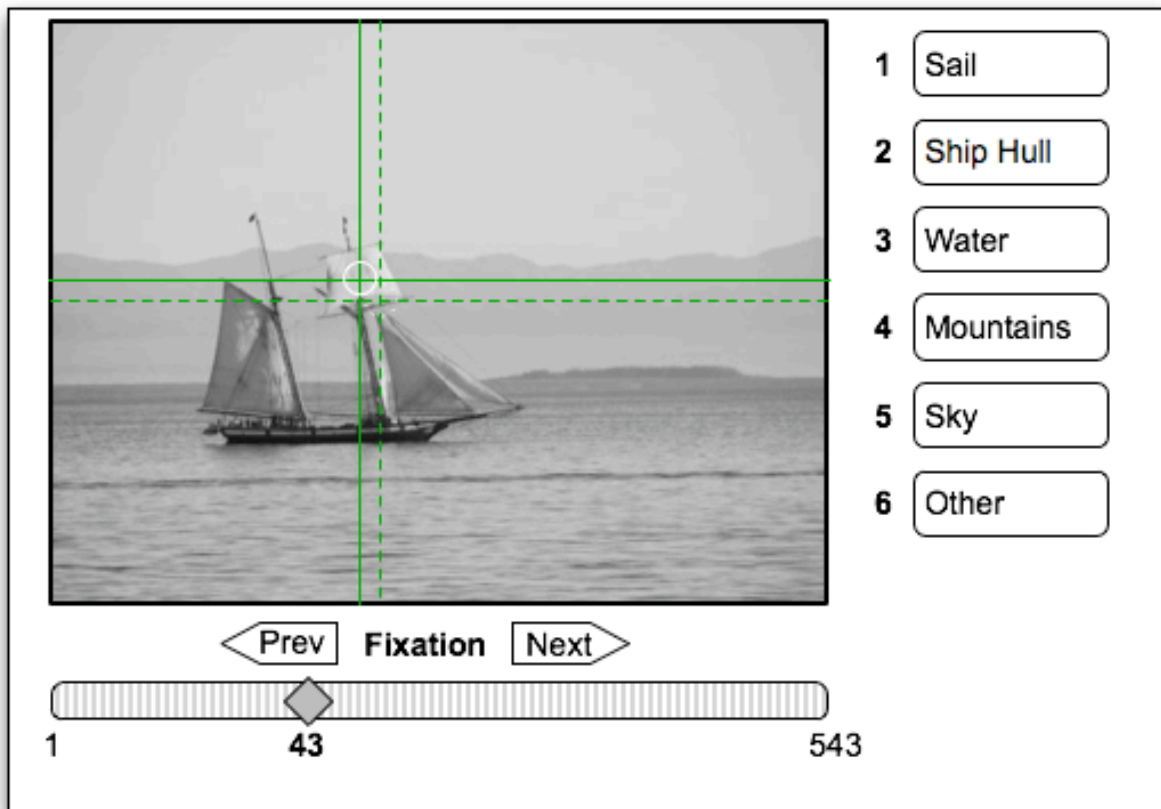 1 Sail
2 Ship Hull
3 Water
4 Mountains
5 Sky
6 Other
Prev Fixation Next
1 43 543